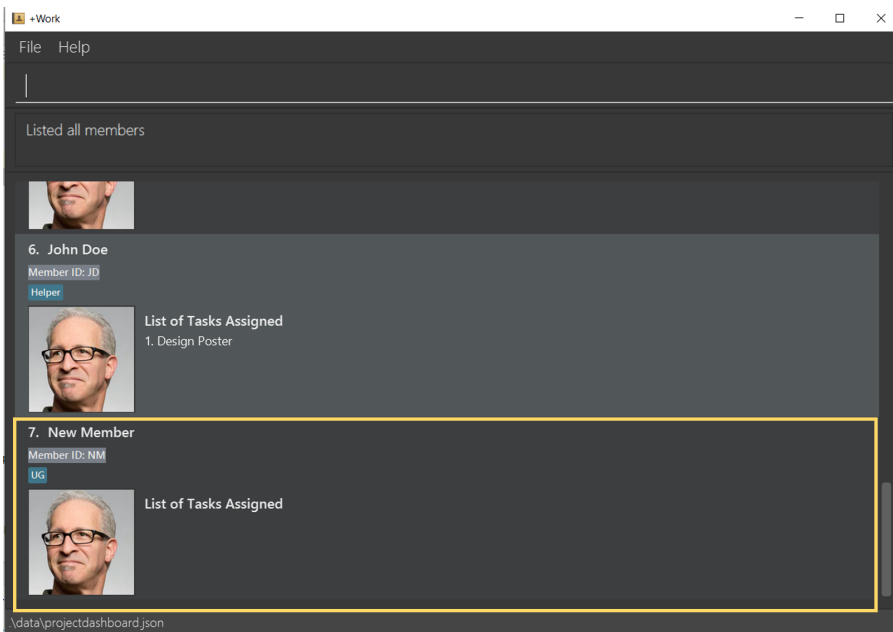 +Work
File Help
Listed all members
6. John Doe
Member ID: JD
Helper
List of Tasks Assigned
1. Design Poster
7. New Member
Member ID: NM
UG
List of Tasks Assigned
.\data\projectdashboard.json